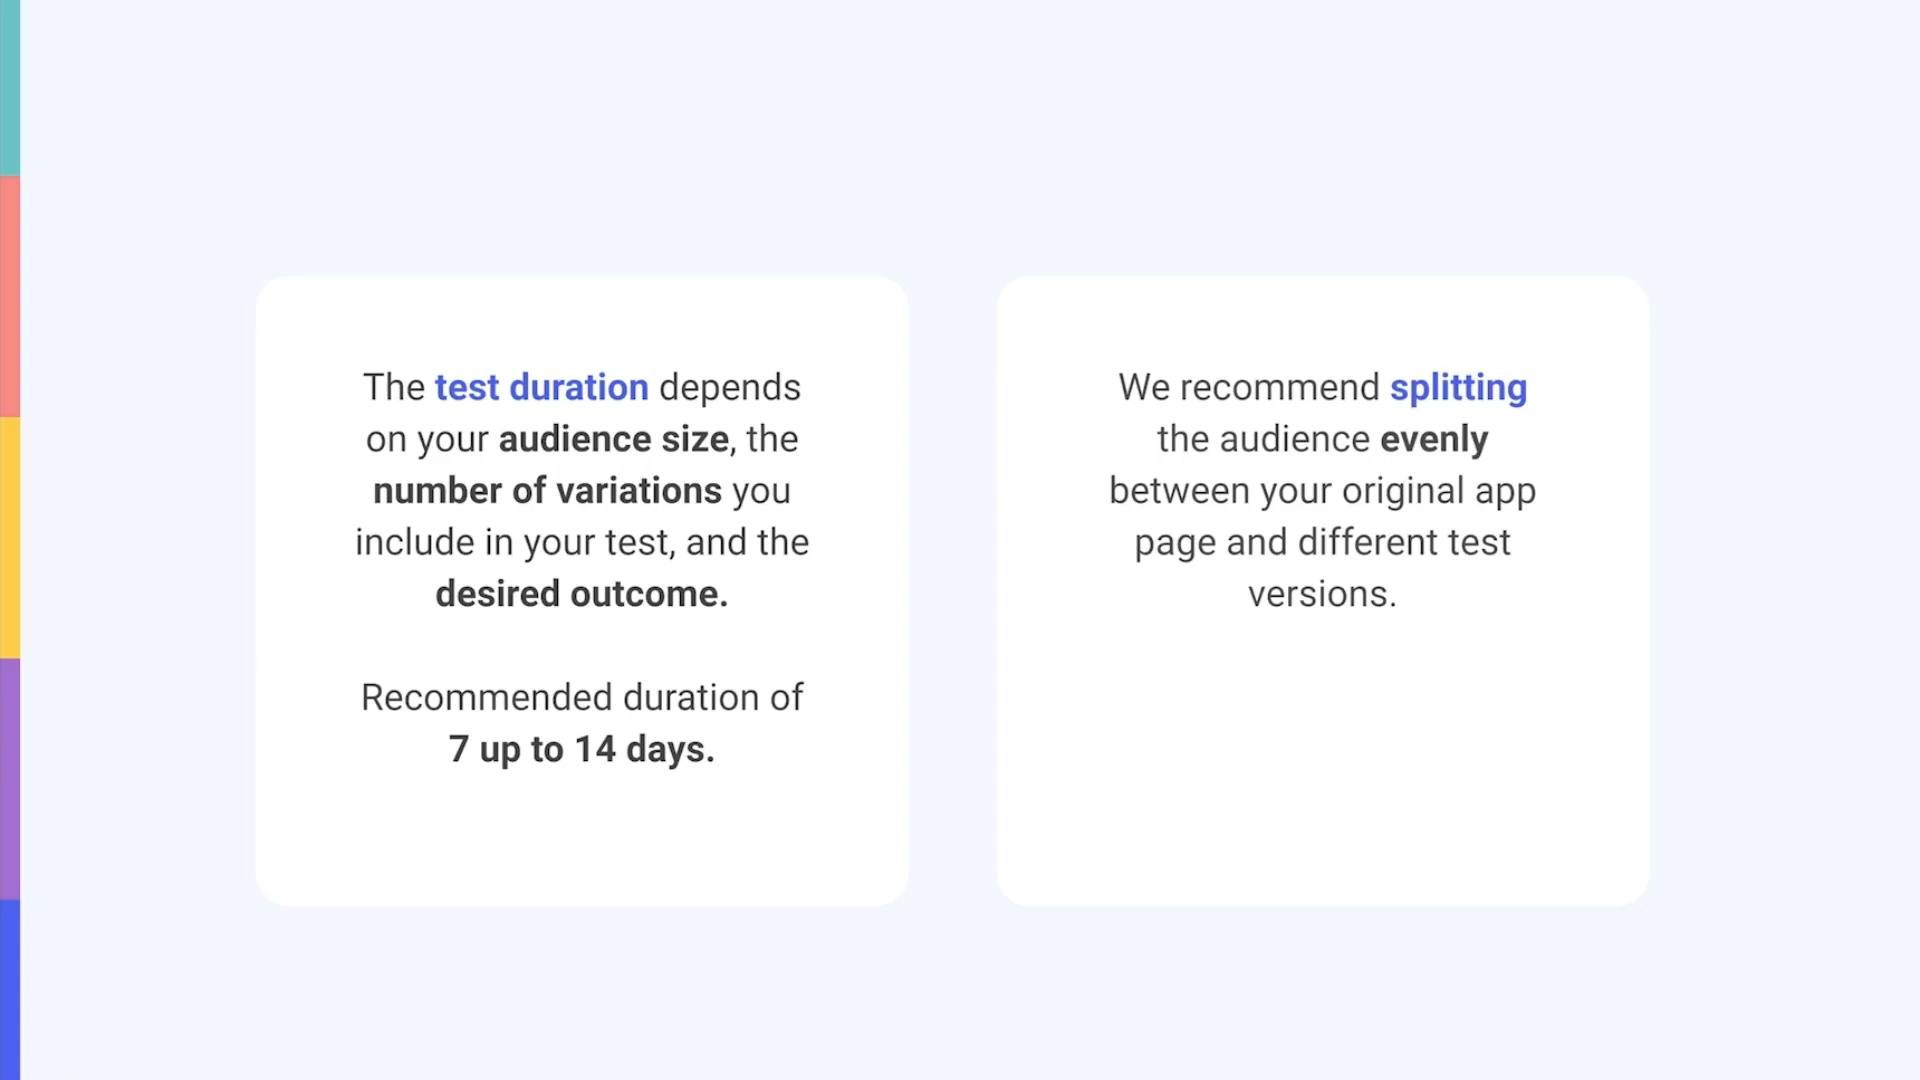 The test duration depends
on your audience size, the
number of variations you
include in your test, and the
desired outcome.
Recommended duration of
7 up to 14 days.
We recommend splitting
the audience evenly
between your original app
page and different test
versions.